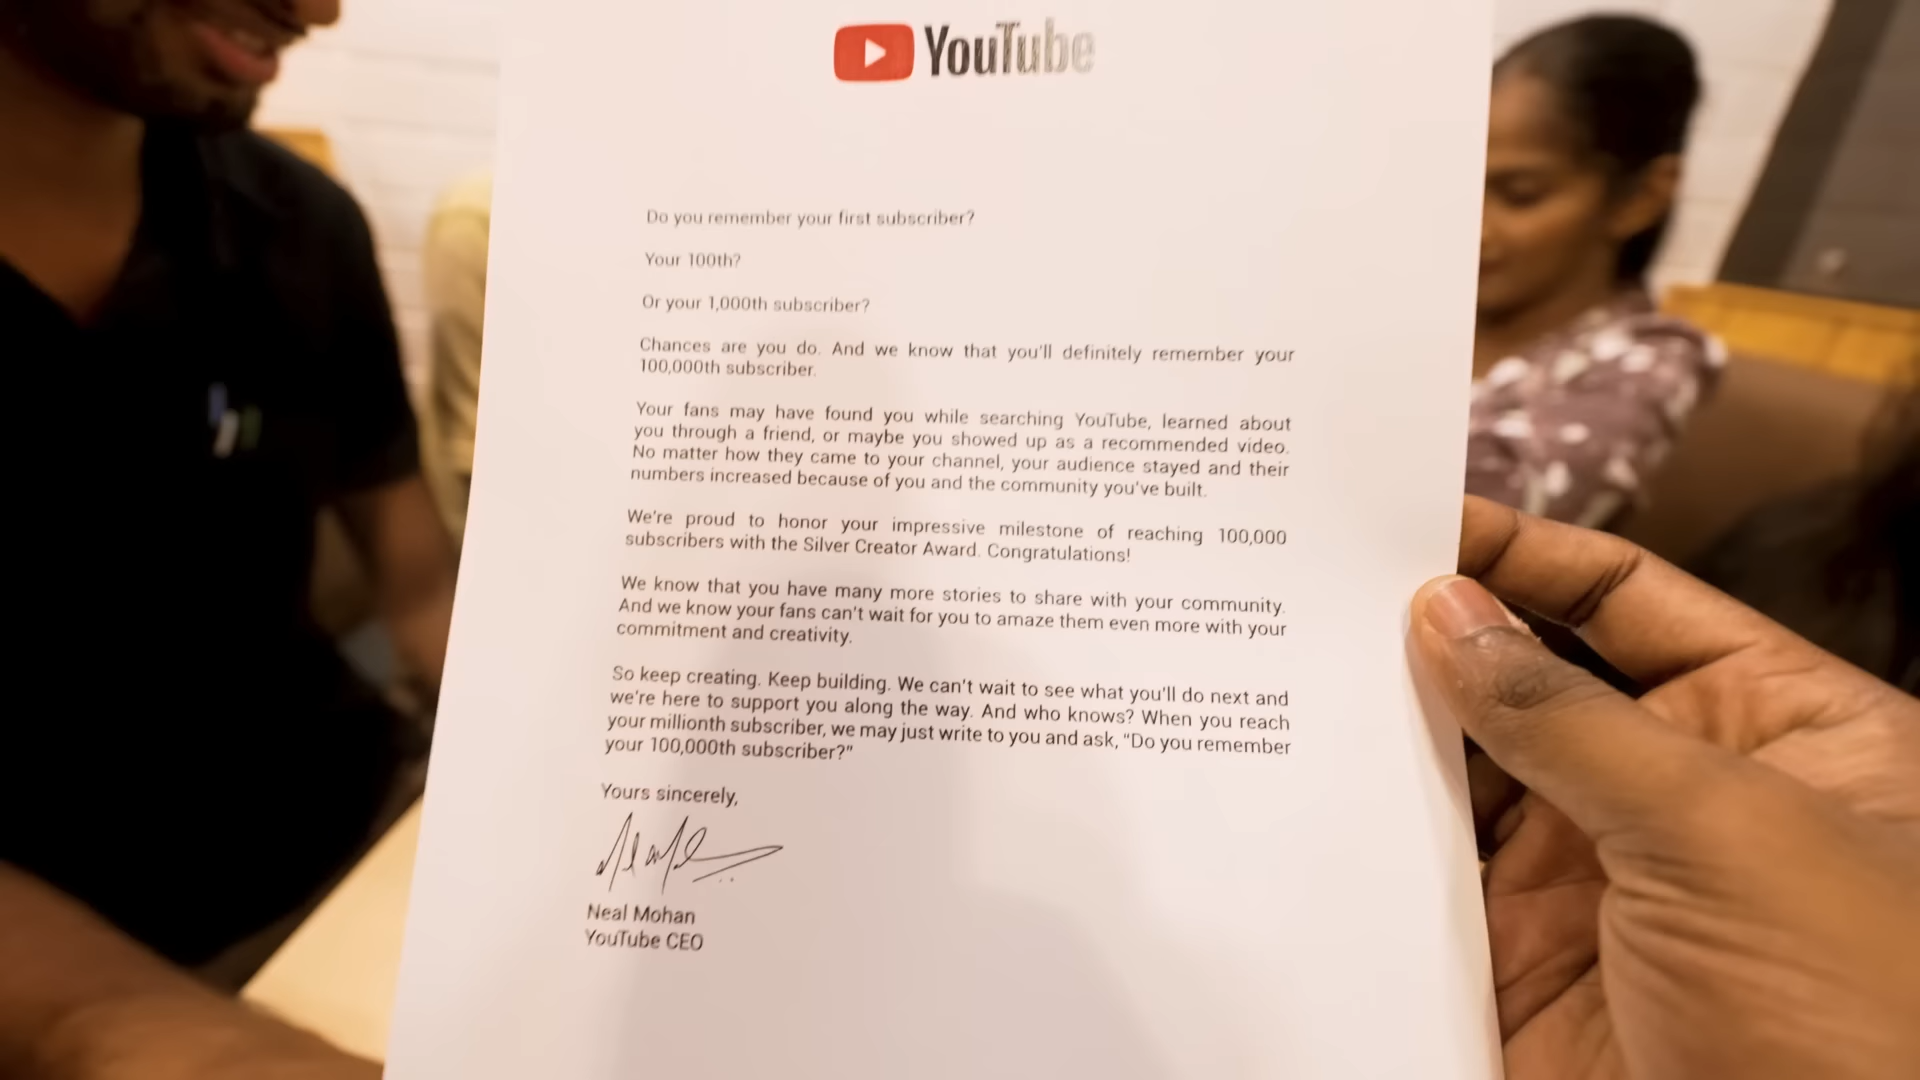 YouTube
Do you remember your first subscriber?
Your 100th?
Or your 1,000th subscriber?
Chances are you do. And we know that you'll definitely remember your
100,000th subscriber.
Your fans may have found you while searching YouTube, learned about
you through a friend, or maybe you showed up as a recommended video.
No matter how they came to your channel, your audience stayed and their
numbers increased because of you and the community you've built.
We're proud to honor your impressive milestone of reaching 100,000
subscribers with the Silver Creator Award. Congratulations!
We know that you have many more stories to share with your community.
And we know your fans can't wait for you to amaze them even more with your
commitment and creativity.
So keep creating. Keep building. We can't wait to see what you'll do next and
we're here to support you along the way. And who knows? When you reach
your millionth subscriber, we may just write to you and ask, “Do you remember
your 100,000th subscriber?”
Yours sincerely,
Neal Mohan
YouTube CEO